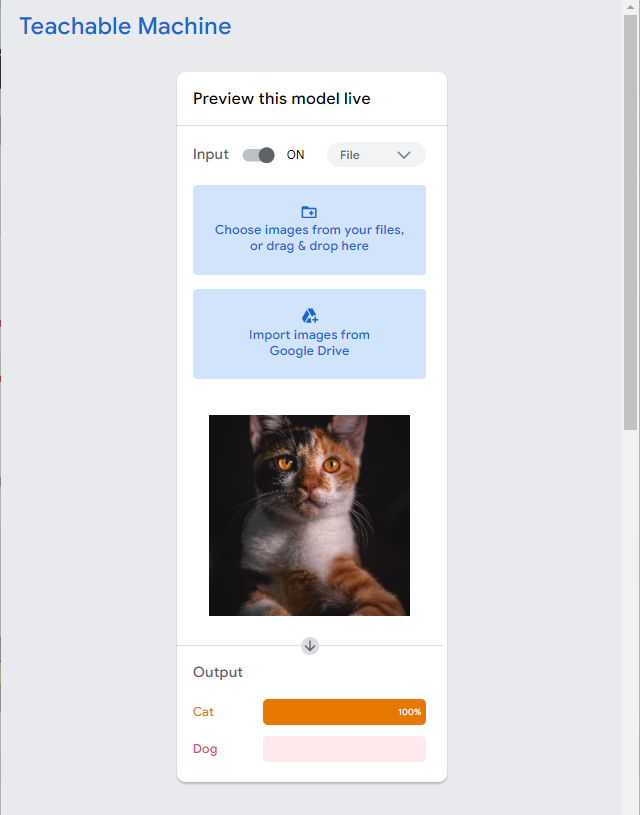 Teachable Machine
Preview this model live
Input ON File
Choose images from your files,
or drag & drop here
Import images from
Google Drive
Output
Cat 100%
Dog